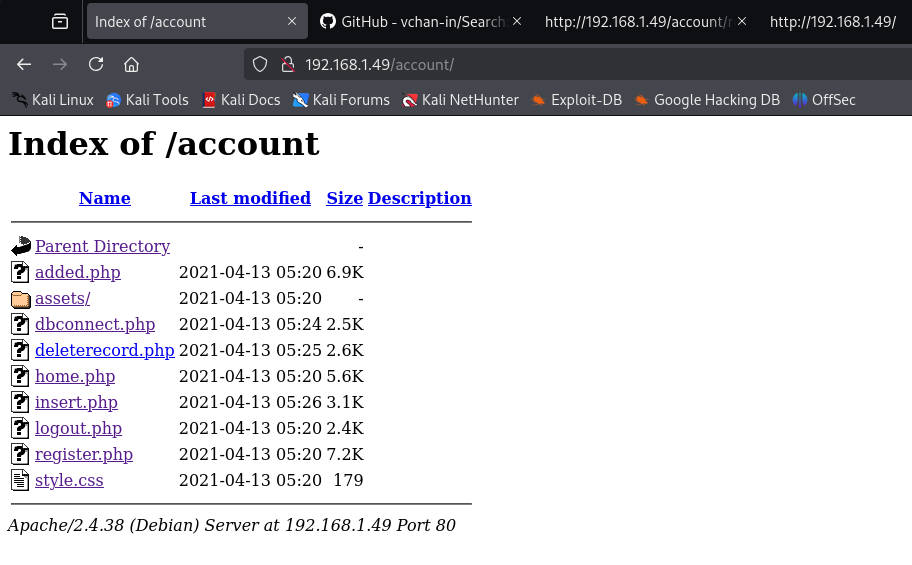 Index of /account
GitHub - vchan-in/Search
http://192.168.1.49/account/
http://192.168.1.49/
192.168.1.49/account/
Kali Linux Kali Tools Kali Docs Kali Forums Kali NetHunter Exploit-DB Google Hacking DB OffSec
Index of /account
Name Last modified Size Description
Parent Directory -
added.php 2021-04-13 05:20 6.9K
assets/ 2021-04-13 05:20 -
dbconnect.php 2021-04-13 05:24 2.5K
deleterecord.php 2021-04-13 05:25 2.6K
home.php 2021-04-13 05:20 5.6K
insert.php 2021-04-13 05:26 3.1K
logout.php 2021-04-13 05:20 2.4K
register.php 2021-04-13 05:20 7.2K
style.css 2021-04-13 05:20 179
Apache/2.4.38 (Debian) Server at 192.168.1.49 Port 80